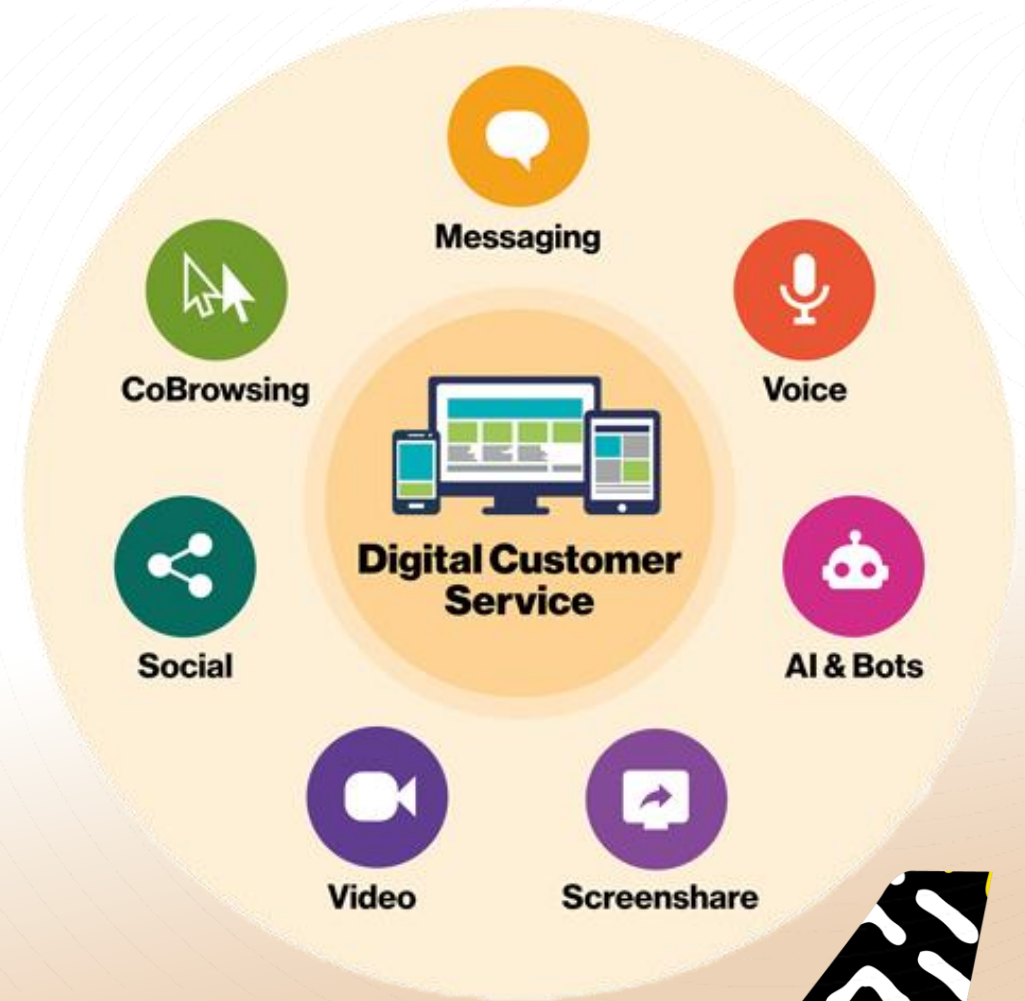 Messaging
CoBrowsing
Voice
Digital Customer
Service
Social
AI & Bots
Video
Screenshare